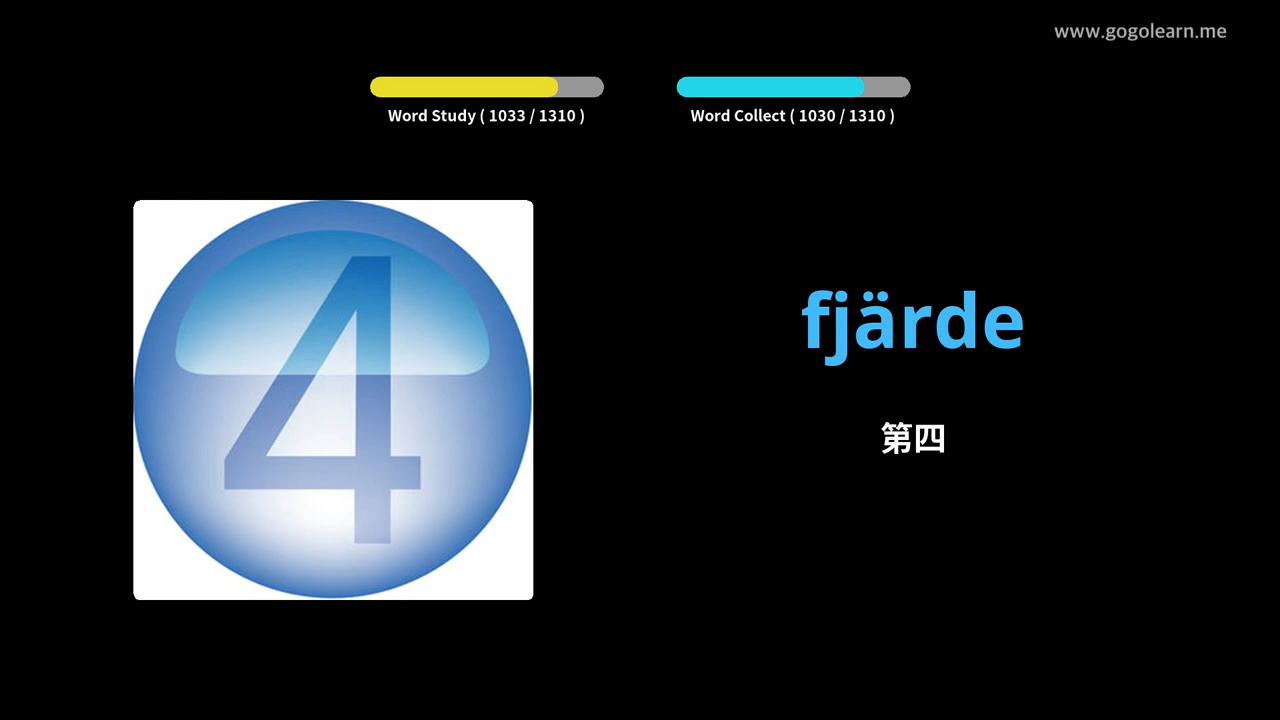 www.gogolearn.me
Word Study ( 1033 / 1310 )
Word Collect ( 1030 / 1310 )
4
fjärde
第四